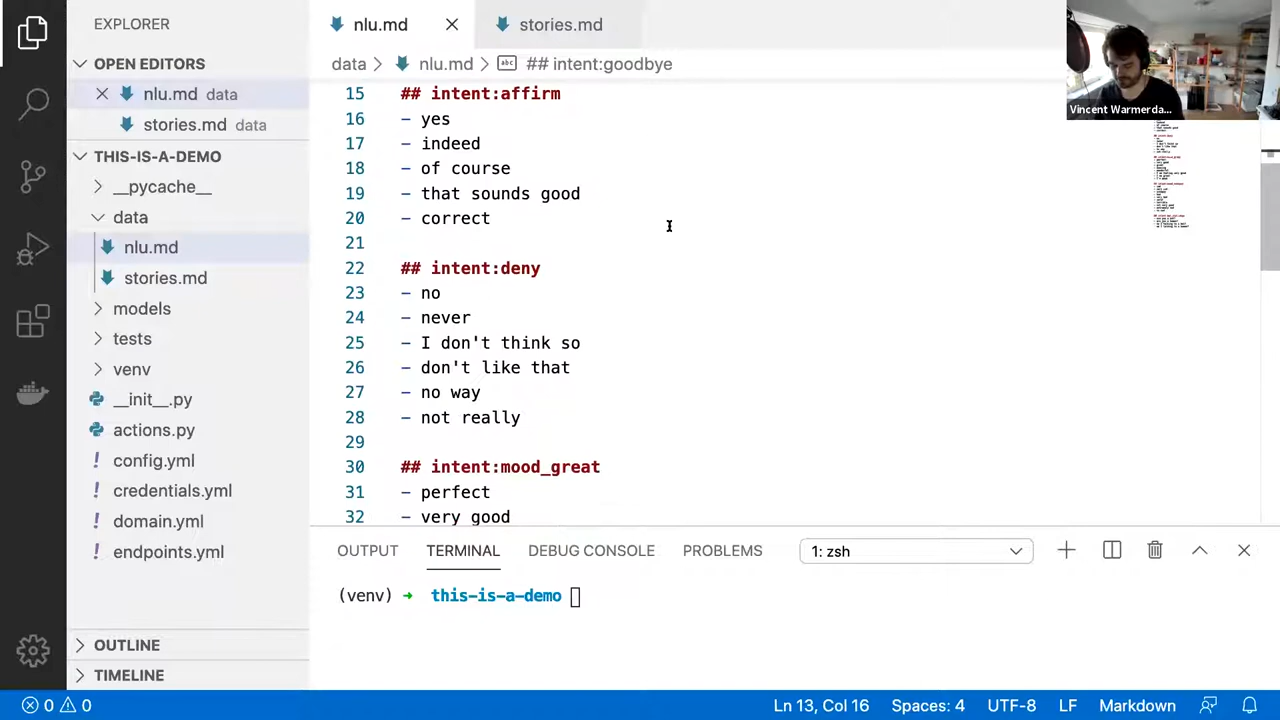 EXPLORER
OPEN EDITORS
nlu.md data
stories.md data
THIS-IS-A-DEMO
__pycache__
data
nlu.md
stories.md
models
tests
venv
__init__.py
actions.py
config.yml
credentials.yml
domain.yml
endpoints.yml
OUTLINE
TIMELINE
nlu.md
stories.md
data > nlu.md > abc ## intent:goodbye
15 ## intent:affirm
16 - yes
17 - indeed
18 - of course
19 - that sounds good
20 - correct
21
22 ## intent:deny
23 - no
24 - never
25 - I don't think so
26 - don't like that
27 - no way
28 - not really
29
30 ## intent:mood_great
31 - perfect
32 - very good
Vincent Warmerda...
OUTPUT TERMINAL DEBUG CONSOLE PROBLEMS 1: zsh
(venv) ➜ this-is-a-demo
0 0 Ln 13, Col 16 Spaces: 4 UTF-8 LF Markdown